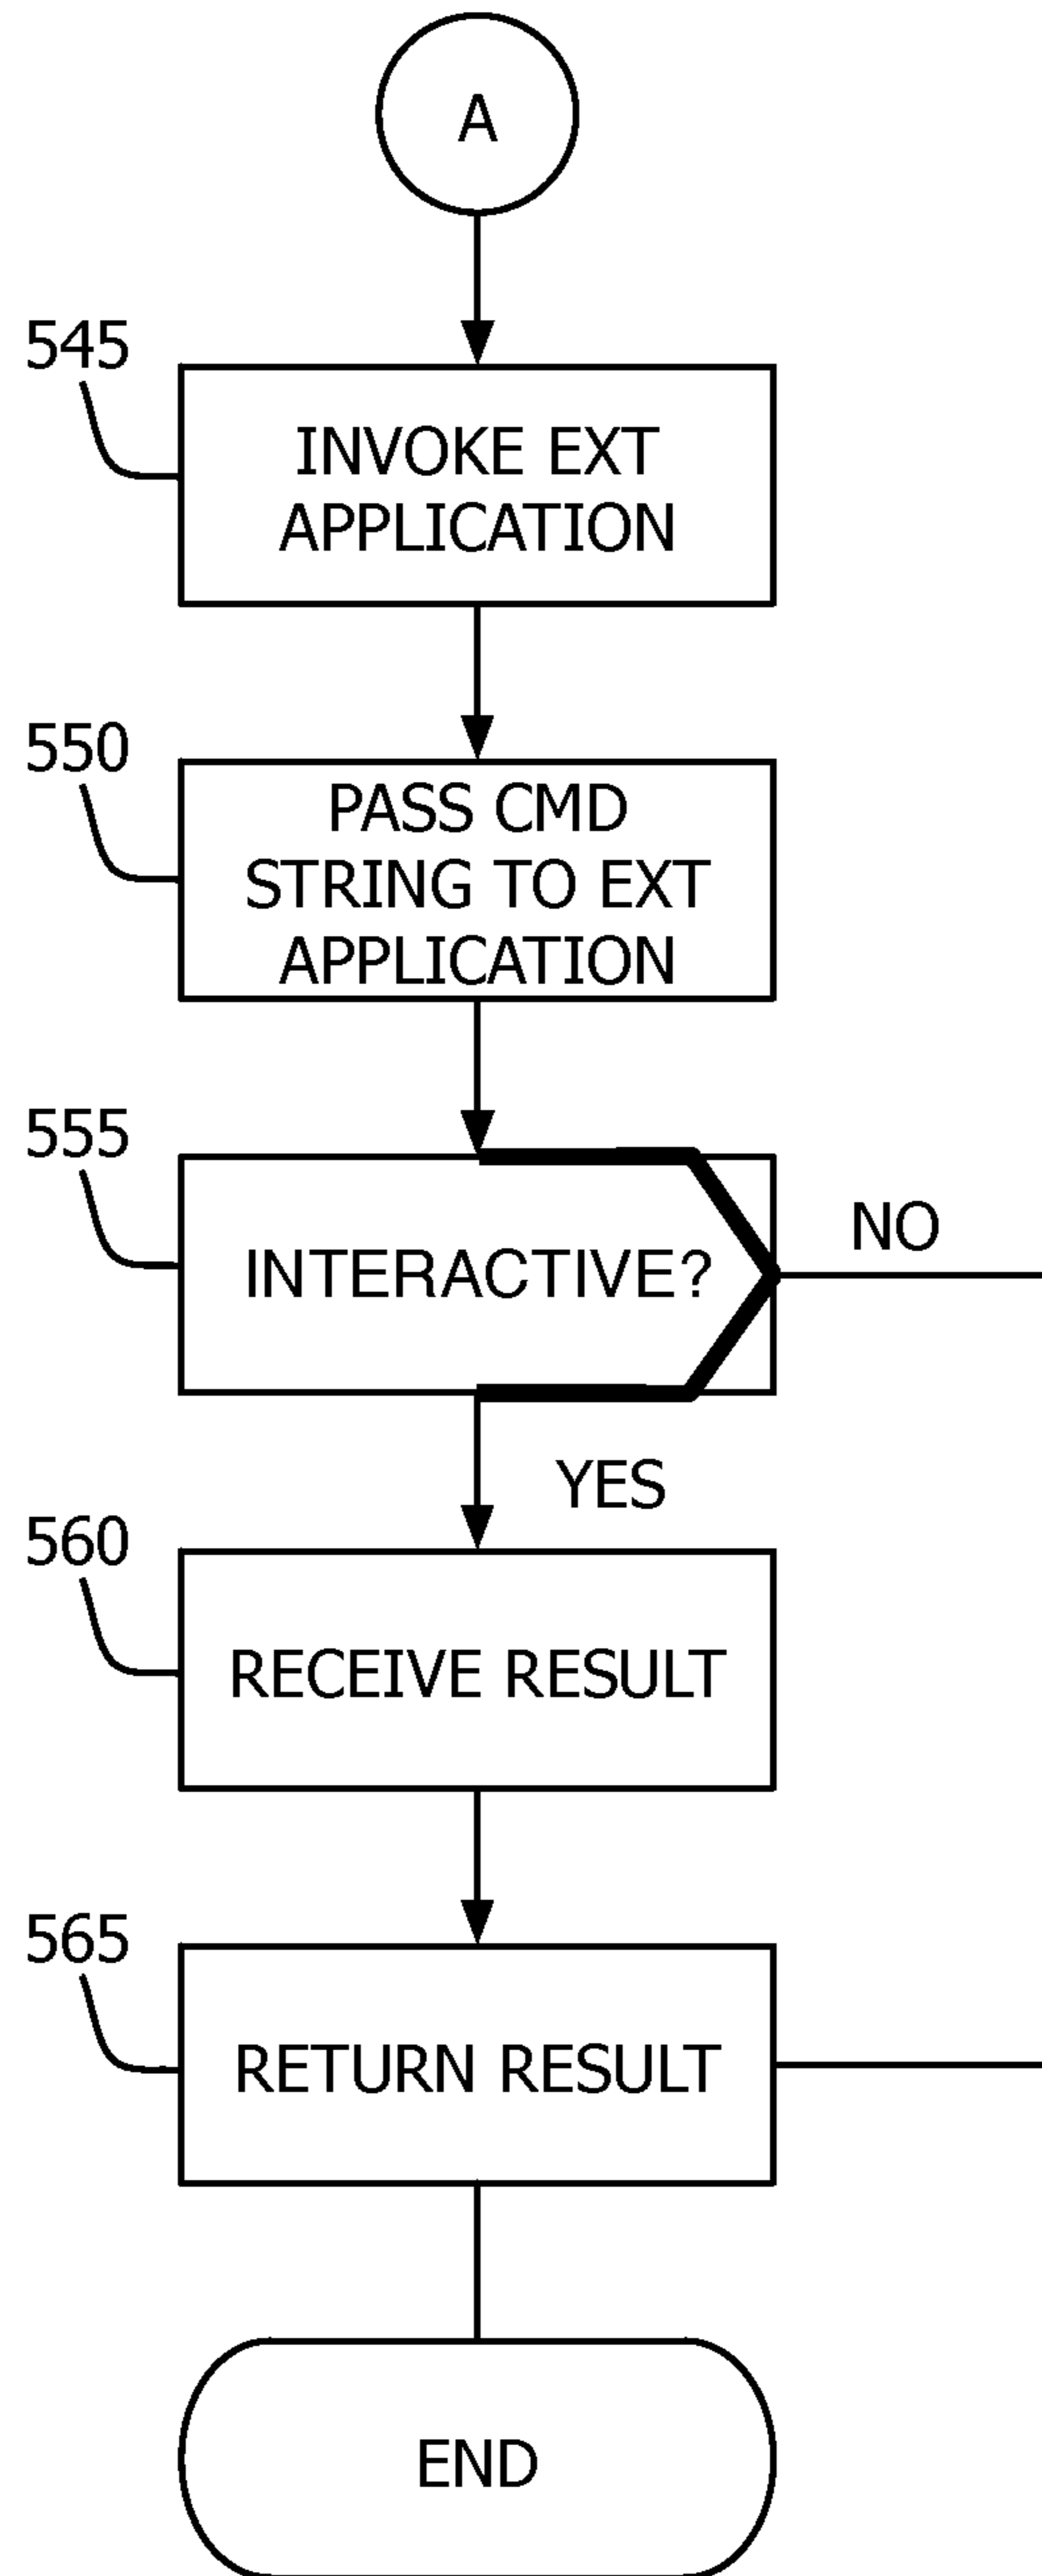 A
545
INVOKE EXT
APPLICATION
550
PASS CMD
STRING TO EXT
APPLICATION
555
INTERACTIVE?
NO
YES
560
RECEIVE RESULT
565
RETURN RESULT
END